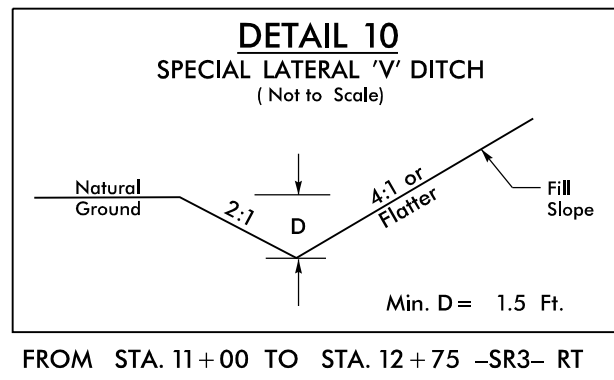 DETAIL 10
SPECIAL LATERAL 'V' DITCH
( Not to Scale)
Natural
Ground
2:1
D
4:1 or
Flatter
Fill
Slope
Min. D = 1.5 Ft.
FROM STA. 11+00 TO STA. 12+75 -SR3- RT